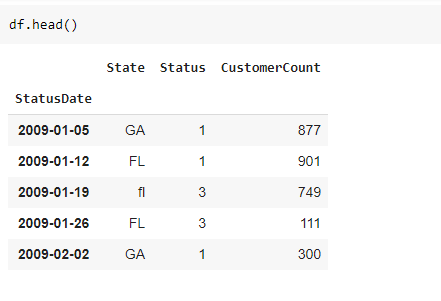 df.head()
State Status CustomerCount
StatusDate
2009-01-05 GA 1 877
2009-01-12 FL 1 901
2009-01-19 fl 3 749
2009-01-26 FL 3 111
2009-02-02 GA 1 300